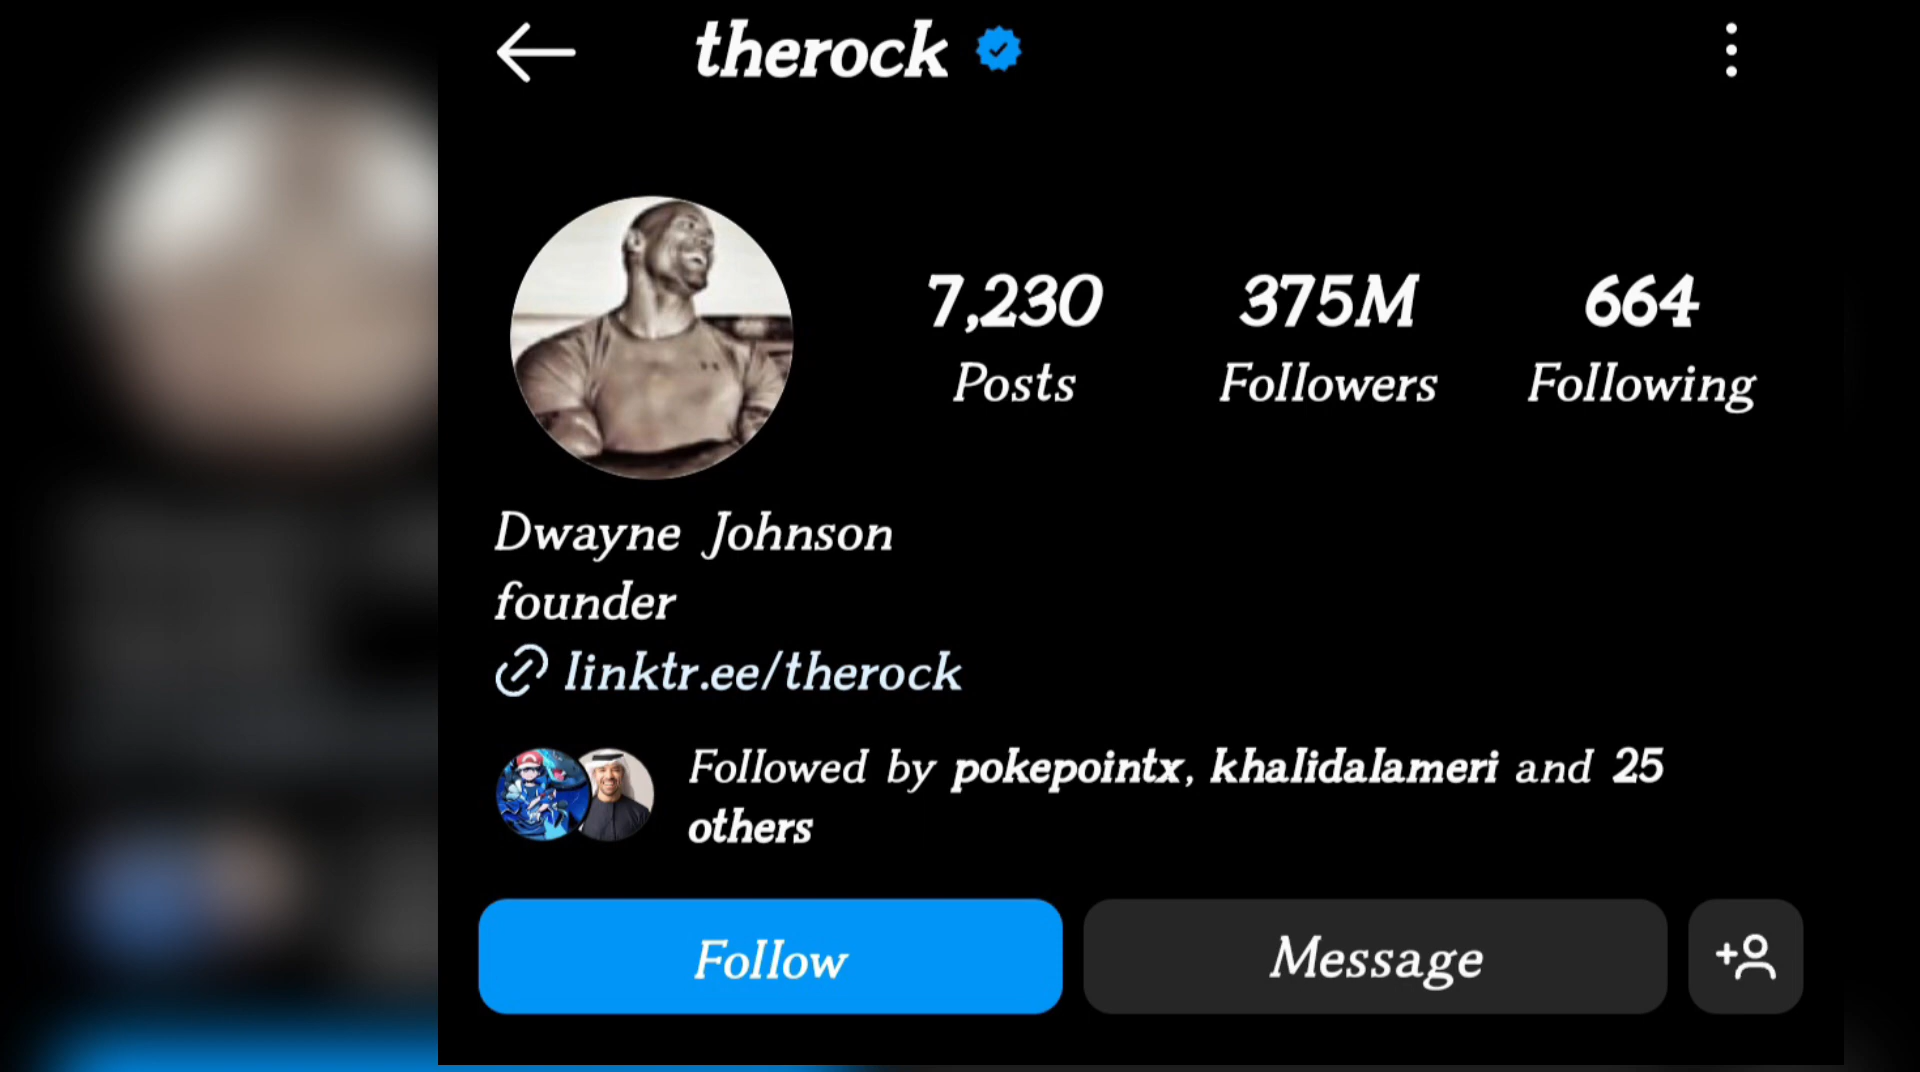 therock
7,230 375M 664
Posts Followers Following
Dwayne Johnson
founder
linktr.ee/therock
Followed by pokepointx, khalidalameri and 25
others
Follow Message